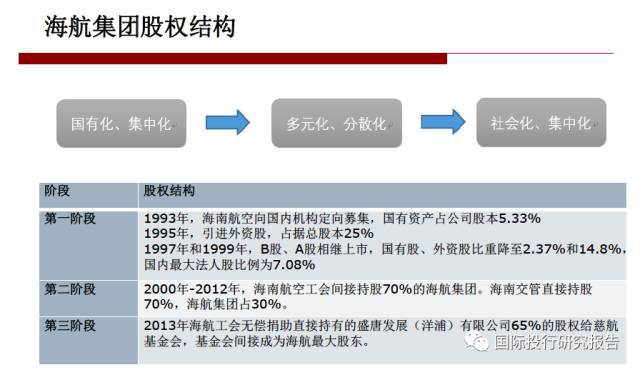 海航集团股权结构
国有化、集中化
多元化、分散化
社会化、集中化
阶段 股权结构
第一阶段 1993年，海南航空向国内机构定向募集，国有资产占公司股本5.33%
1995年，引进外资股，占据总股本25%
1997年和1999年，B股、A股相继上市，国有股、外资股比重降至2.37%和14.8%，
国内最大法人股比例为7.08%
第二阶段 2000年-2012年，海南航空工会间接持股70%的海航集团。海南交管直接持股
70%，海航集团占30%。
第三阶段 2013年海航工会无偿捐助直接持有的盛唐发展（洋浦）有限公司65%的股权给慈航
基金会，基金会间接成为海航最大股东。
国际投行研究报告